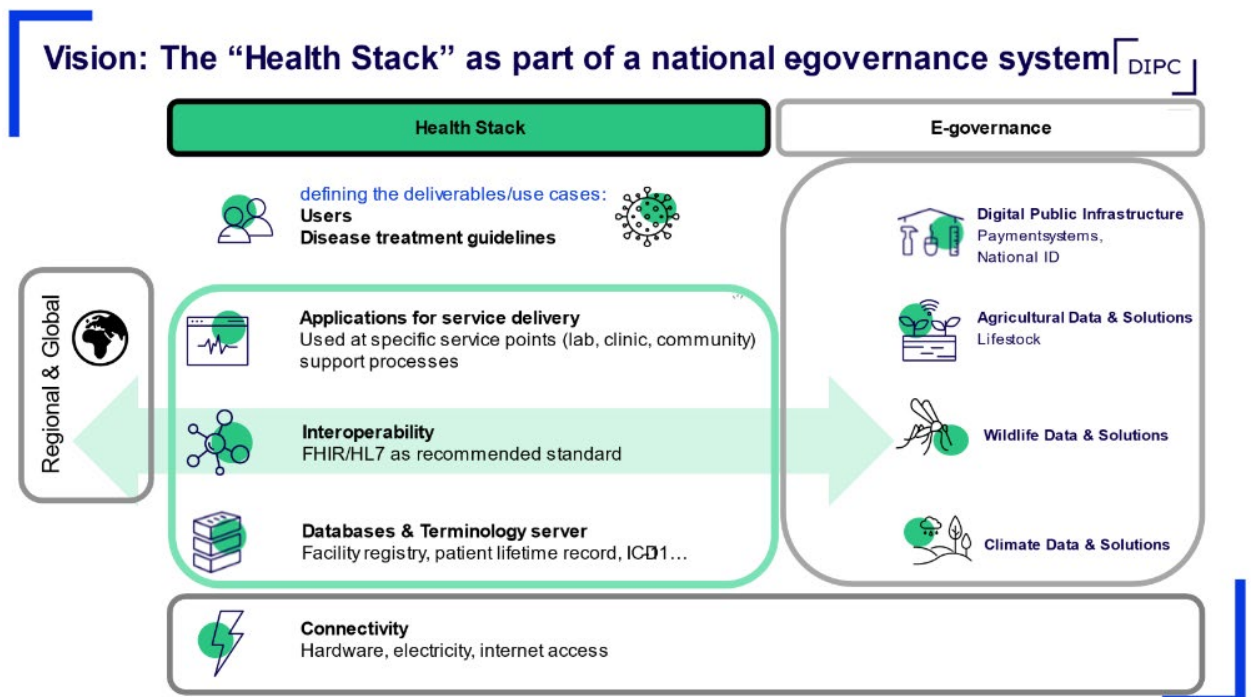 Vision: The “Health Stack” as part of a national egovernance system
DIPC
Health Stack
E-governance
defining the deliverables/use cases:
Users
Disease treatment guidelines
Regional & Global
Applications for service delivery
Used at specific service points (lab, clinic, community)
support processes
Interoperability
FHIR/HL7 as recommended standard
Databases & Terminology server
Facility registry, patient lifetime record,
Digital Public Infrastructure
Paymentsystems,
National ID
Agricultural Data & Solutions
Lifestock
Wildlife Data & Solutions
Climate Data & Solutions
Connectivity
Hardware, electricity, internet access